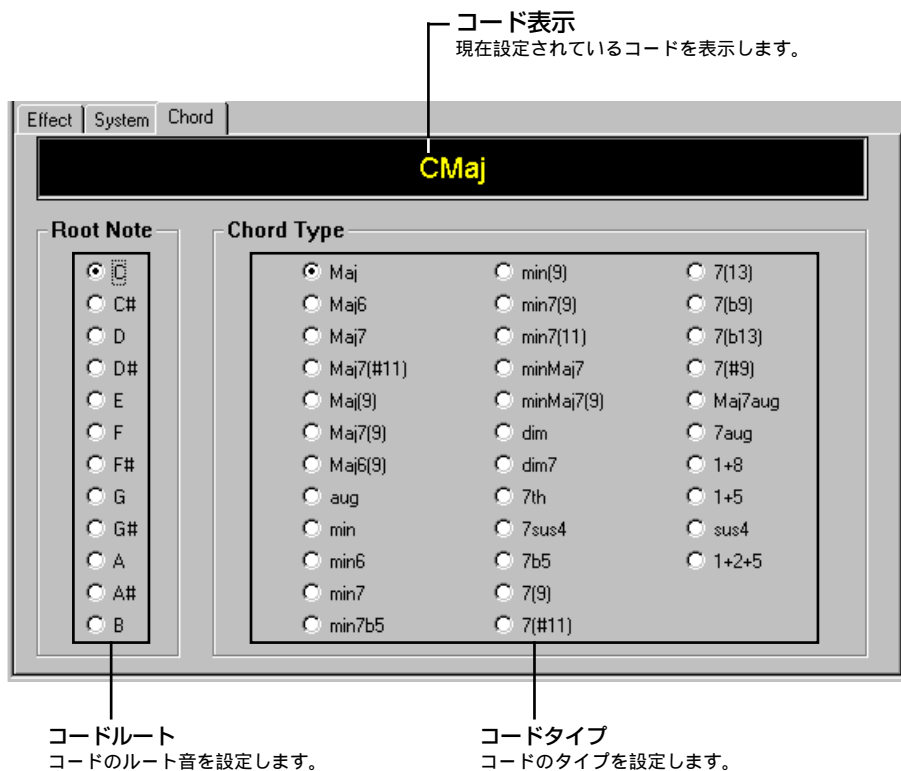 コード表示
現在設定されているコードを表示します。
Effect System Chord
CMaj
Root Note
C
C#
D
D#
E
F
F#
G
G#
A
A#
B
Chord Type
Maj
Maj6
Maj7
Maj7(#11)
Maj(9)
Maj7(9)
Maj6(9)
aug
min
min6
min7
min7b5
min(9)
min7(9)
min7(11)
minMaj7
minMaj7(9)
dim
dim7
7th
7sus4
7b5
7(9)
7(#11)
7(13)
7(b9)
7(b13)
7(#9)
Maj7aug
7aug
1+8
1+5
sus4
1+2+5
コードルート
コードのルート音を設定します。
コードタイプ
コードのタイプを設定します。